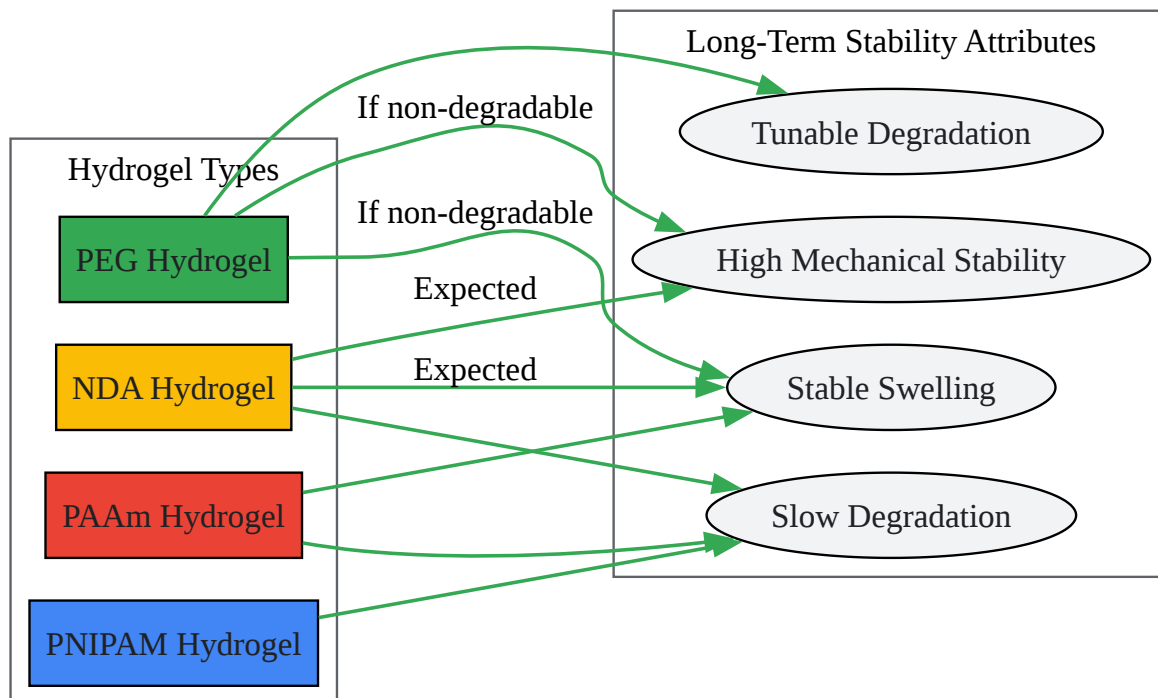 Long-Term Stability Attributes
If non-degradable
Tunable Degradation
Hydrogel Types
If non-degradable
PEG Hydrogel
High Mechanical Stability
Expected
Expected
NDA Hydrogel
Stable Swelling
PAAm Hydrogel
Slow Degradation
PNIPAM Hydrogel